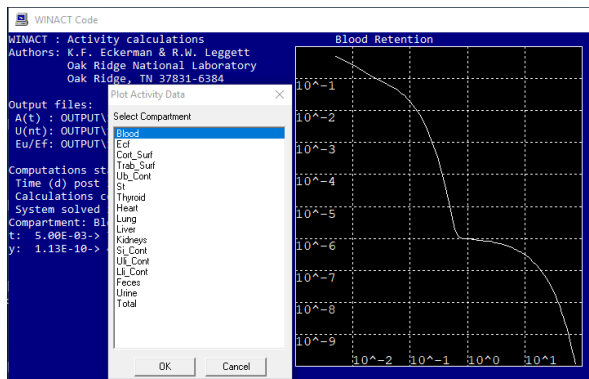 WINACT Code
WINACT : Activity calculations
Authors: K.F. Eckerman & R.W. Leggett
Oak Ridge National Laboratory
Oak Ridge, TN 37831-6384
Output files:
A(t) : OUTPUT\
U(nt): OUTPUT\
Eu/Ef: OUTPUT\
Computations st
Time (d) post
Calculations c
System solved
Compartment: Bl
t: 5.00E-03->
y: 1.13E-10->
Plot Activity Data
Select Compartment
Blood
Ecf
Cort_Surf
Trab_Surf
Ub_Cont
St
Thyroid
Heart
Lung
Liver
Kidneys
Si_Cont
Uli_Cont
Lli_Cont
Feces
Urine
Total
OK
Cancel
Blood Retention
10^-1
10^-2
10^-3
10^-4
10^-5
10^-6
10^-7
10^-8
10^-9
10^-2 10^-1 10^0 10^1